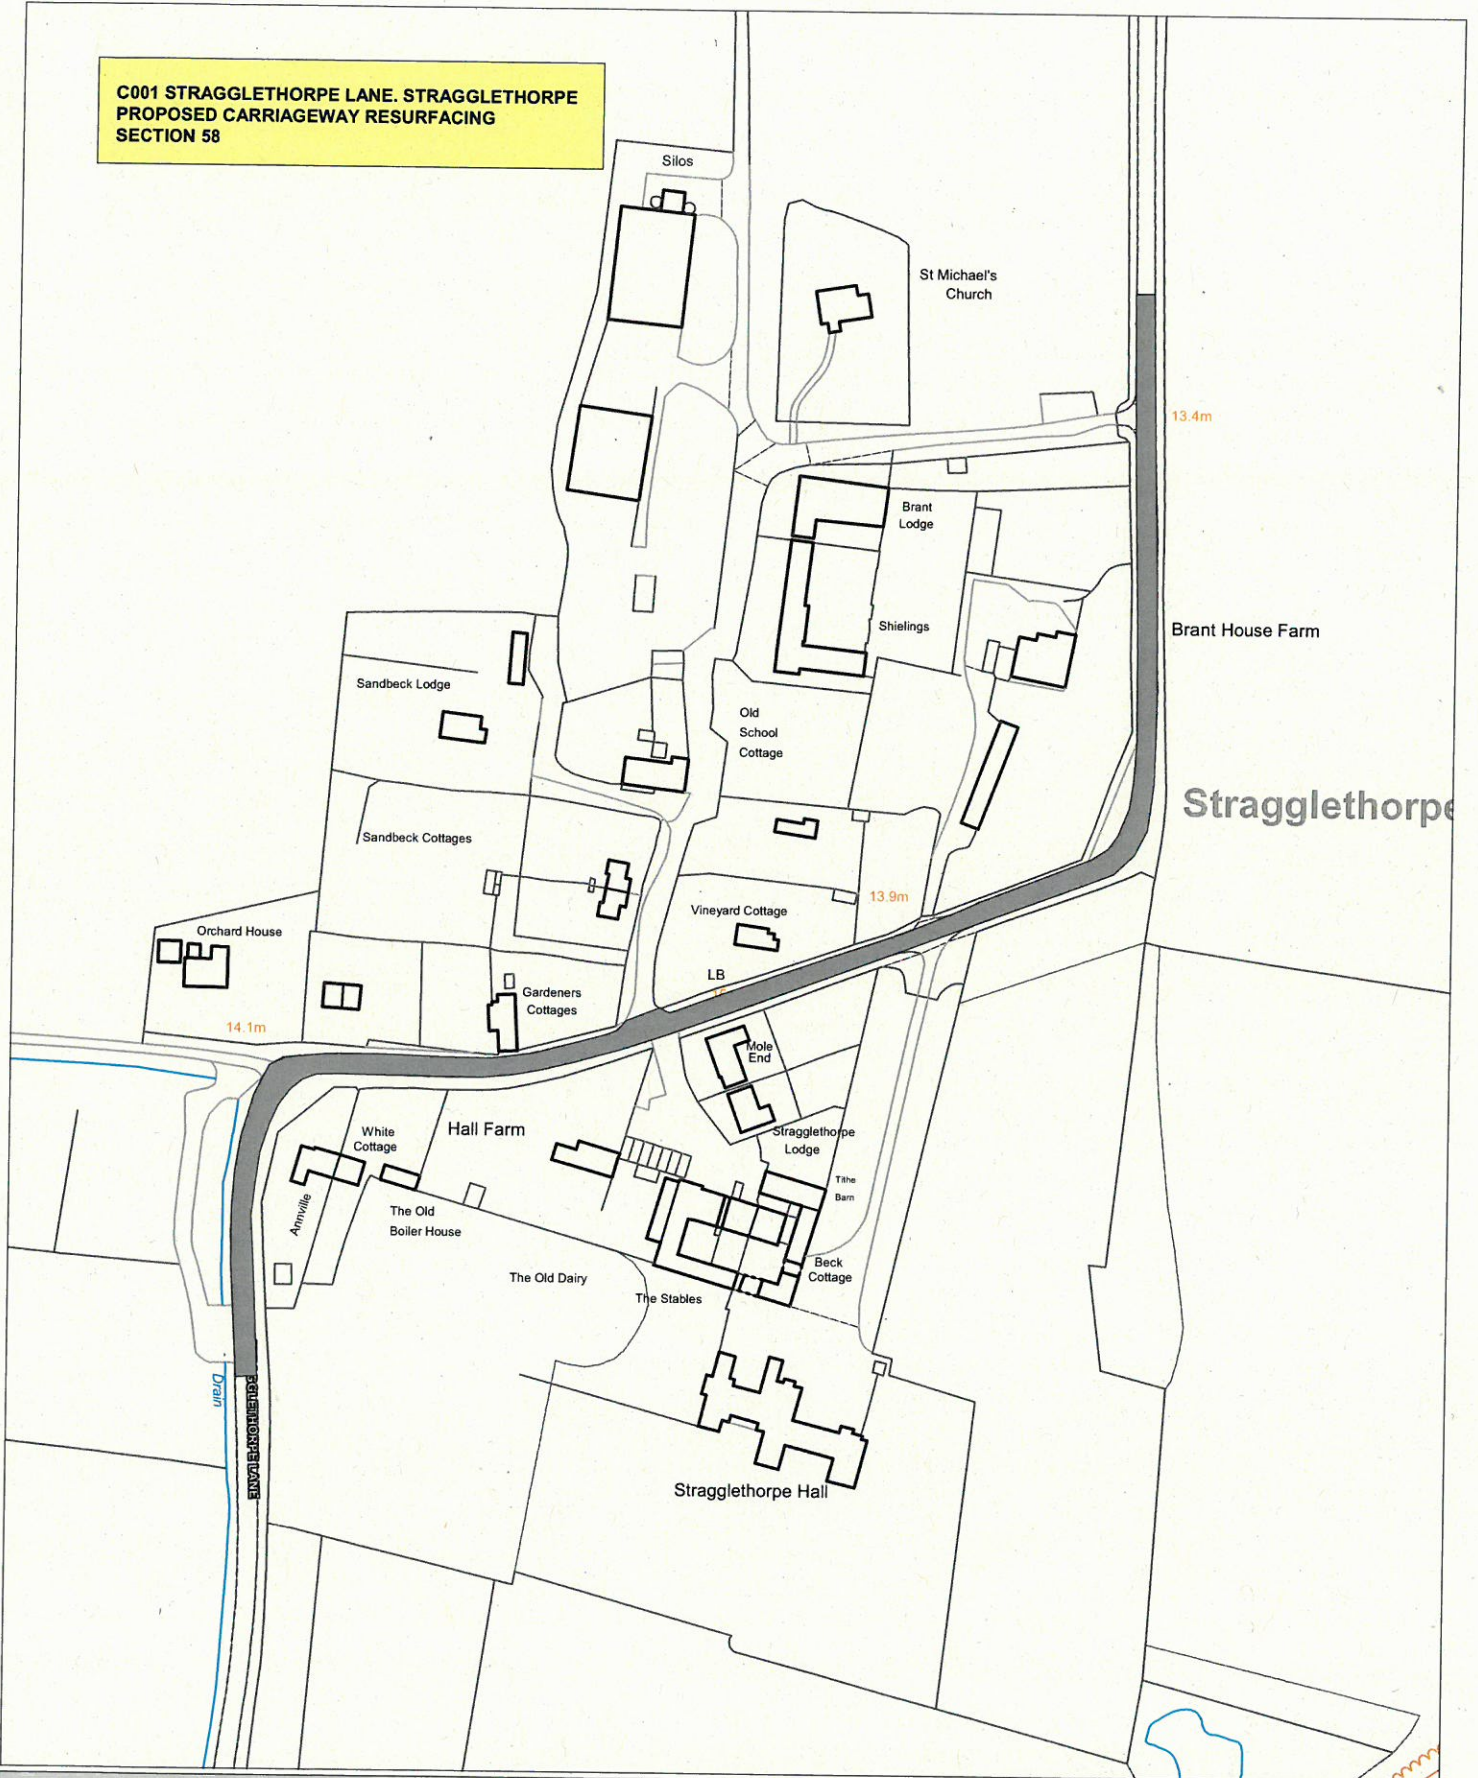 C001 STRAGGLETHORPE LANE. STRAGGLETHORPE
PROPOSED CARRIAGEWAY RESURFACING
SECTION 58
Silos
St Michael's
Church
13.4m
Brant
Lodge
Shielings
Brant House Farm
Sandbeck Lodge
Old
School
Cottage
Stragglethorpe
Sandbeck Cottages
13.9m
Vineyard Cottage
Orchard House
LB
Gardeners
Cottages
14.1m
Mole
End
White
Cottage
Hall Farm
Stragglethorpe
Lodge
Tithe
Barn
Annville
The Old
Boiler House
Beck
Cottage
The Old Dairy
The Stables
Drain
GGLETHORPE LANE
Stragglethorpe Hall